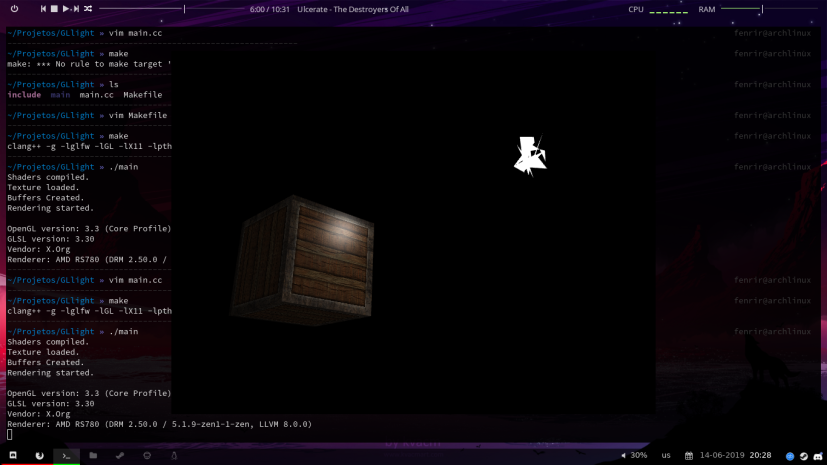 6:00 / 10:31 Ulcerate - The Destroyers Of All
CPU RAM
~/Projetos/GLlight » vim main.cc fenrir@archlinux
~/Projetos/GLlight » make fenrir@archlinux
make: *** No rule to make target '
~/Projetos/GLlight » ls fenrir@archlinux
include main main.cc Makefile
~/Projetos/GLlight » vim Makefile fenrir@archlinux
~/Projetos/GLlight » make fenrir@archlinux
clang++ -g -lglfw -lGL -lX11 -lpth
~/Projetos/GLlight » ./main fenrir@archlinux
Shaders compiled.
Texture loaded.
Buffers Created.
Rendering started.
OpenGL version: 3.3 (Core Profile)
GLSL version: 3.30
Vendor: X.Org
Renderer: AMD RS780 (DRM 2.50.0 /
~/Projetos/GLlight » vim main.cc fenrir@archlinux
~/Projetos/GLlight » make fenrir@archlinux
clang++ -g -lglfw -lGL -lX11 -lpth
~/Projetos/GLlight » ./main fenrir@archlinux
Shaders compiled.
Texture loaded.
Buffers Created.
Rendering started.
OpenGL version: 3.3 (Core Profile)
GLSL version: 3.30
Vendor: X.Org
Renderer: AMD RS780 (DRM 2.50.0 / 5.1.9-zen1-1-zen, LLVM 8.0.0)
30% us 14-06-2019 20:28